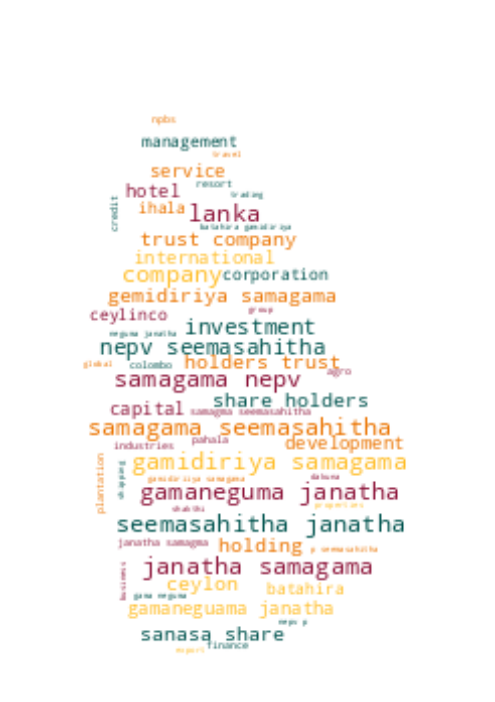 npbs
management
travel
service
resort
hotel
trading
credit
ihala
lanka
batahira gamidiriya
trust company
international
company
corporation
gemidiriya samagama
group
ceylinco
investment
neguma janatha
nepv seemasahitha
global
colombo
holders trust
agro
samagama nepv
share holders
capital
samagma seemasahitha
samagama seemasahitha
industries
pahala
development
gamidiriya samagama
plantation
gamidiriiya samagama
dakuna
gamaneguma janatha
properties
shakthi
seemasahitha janatha
janatha samagma
holding
p seemasahitha
janatha samagama
business
ceylon
batahira
gama neguma
gamaneguama janatha
nepu p
sanasa share
finance
export